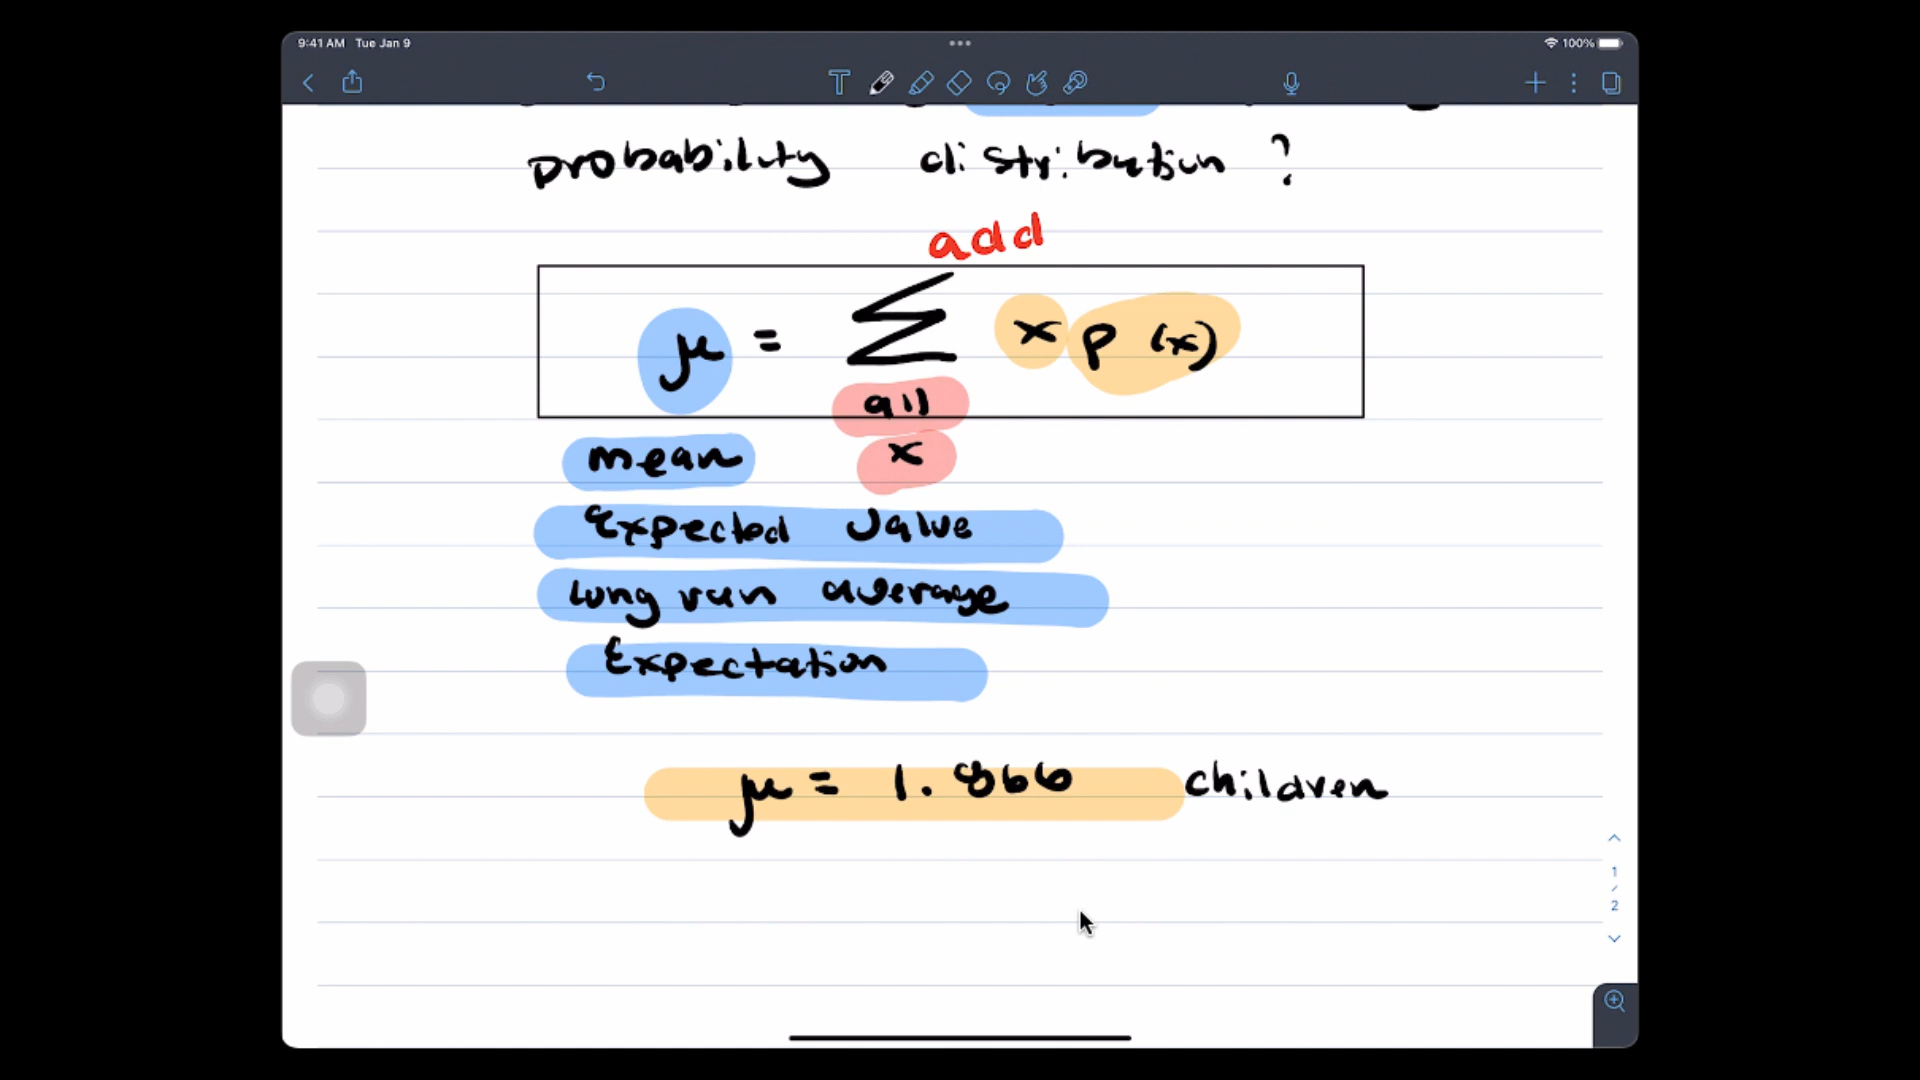 9:41 AM Tue Jan 9
100%
probability distribution ?
add
μ = Σ x p (x)
all
mean x
Expected Value
Long run average
Expectation
μ = 1.866 children
1
/
2